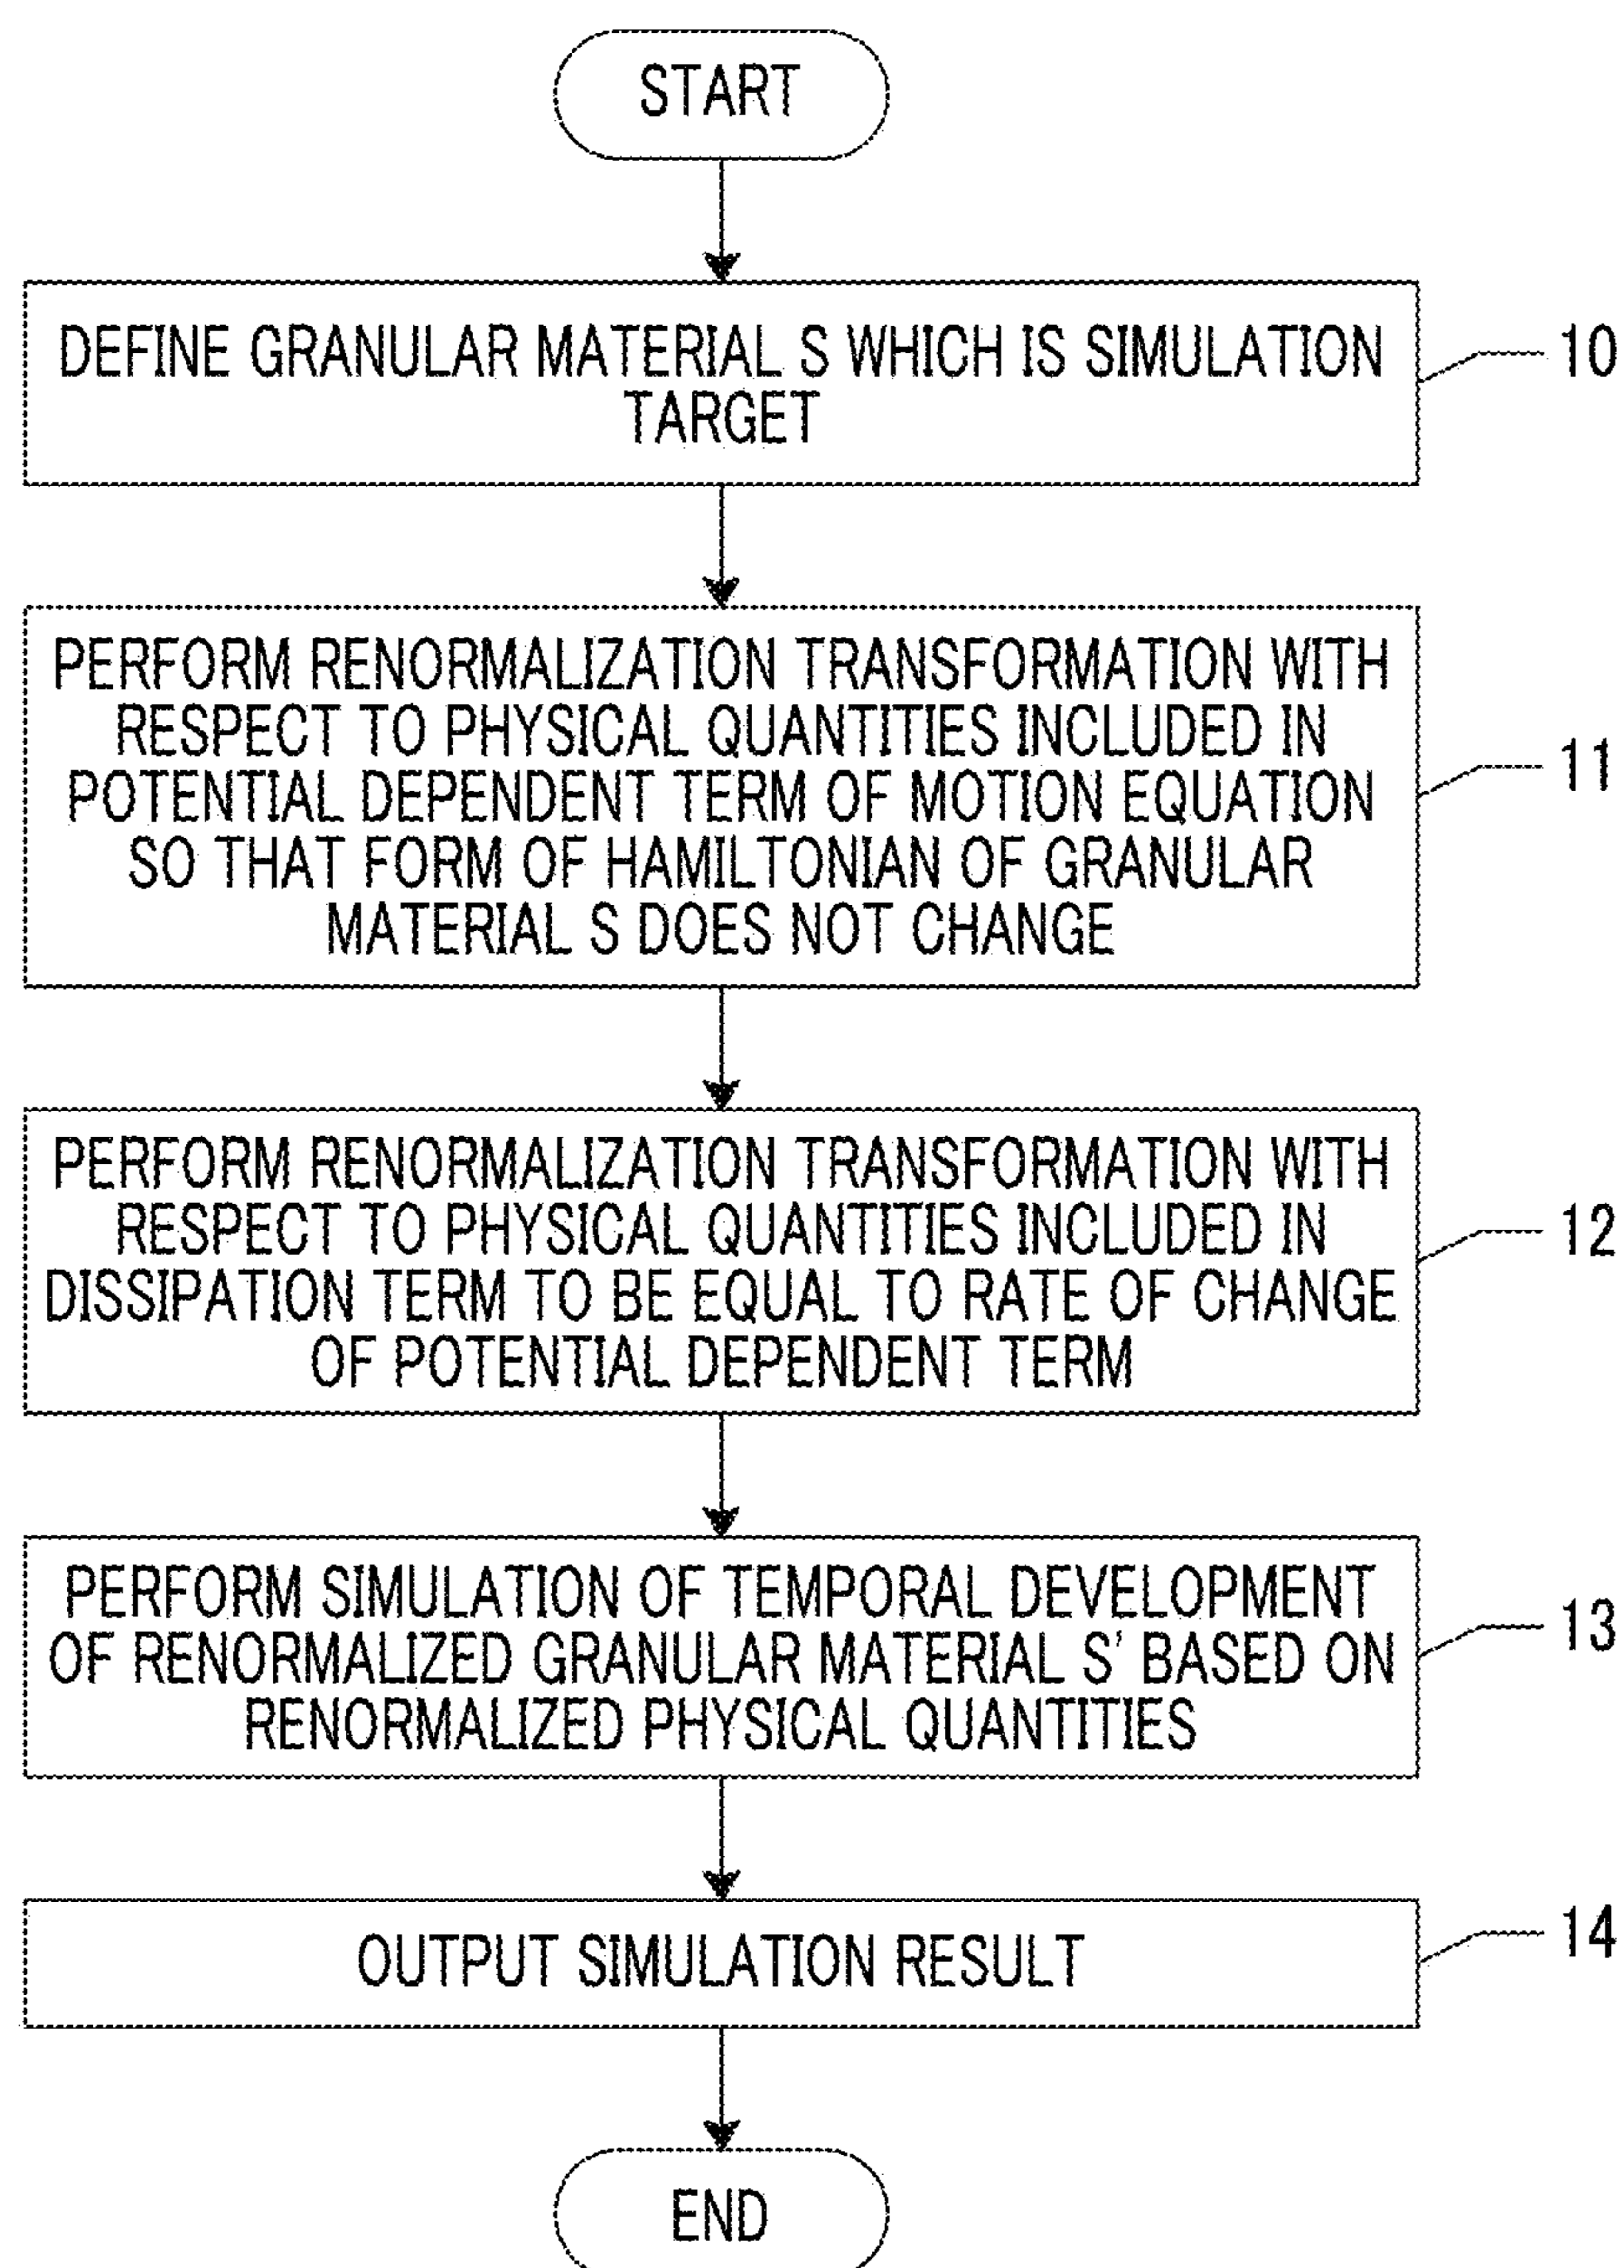 START
DEFINE GRANULAR MATERIAL S WHICH IS SIMULATION
TARGET
10
PERFORM RENORMALIZATION TRANSFORMATION WITH
RESPECT TO PHYSICAL QUANTITIES INCLUDED IN
POTENTIAL DEPENDENT TERM OF MOTION EQUATION
SO THAT FORM OF HAMILTONIAN OF GRANULAR
MATERIAL S DOES NOT CHANGE
11
PERFORM RENORMALIZATION TRANSFORMATION WITH
RESPECT TO PHYSICAL QUANTITIES INCLUDED IN
DISSIPATION TERM TO BE EQUAL TO RATE OF CHANGE
OF POTENTIAL DEPENDENT TERM
12
PERFORM SIMULATION OF TEMPORAL DEVELOPMENT
OF RENORMALIZED GRANULAR MATERIAL S' BASED ON
RENORMALIZED PHYSICAL QUANTITIES
13
OUTPUT SIMULATION RESULT
14
END